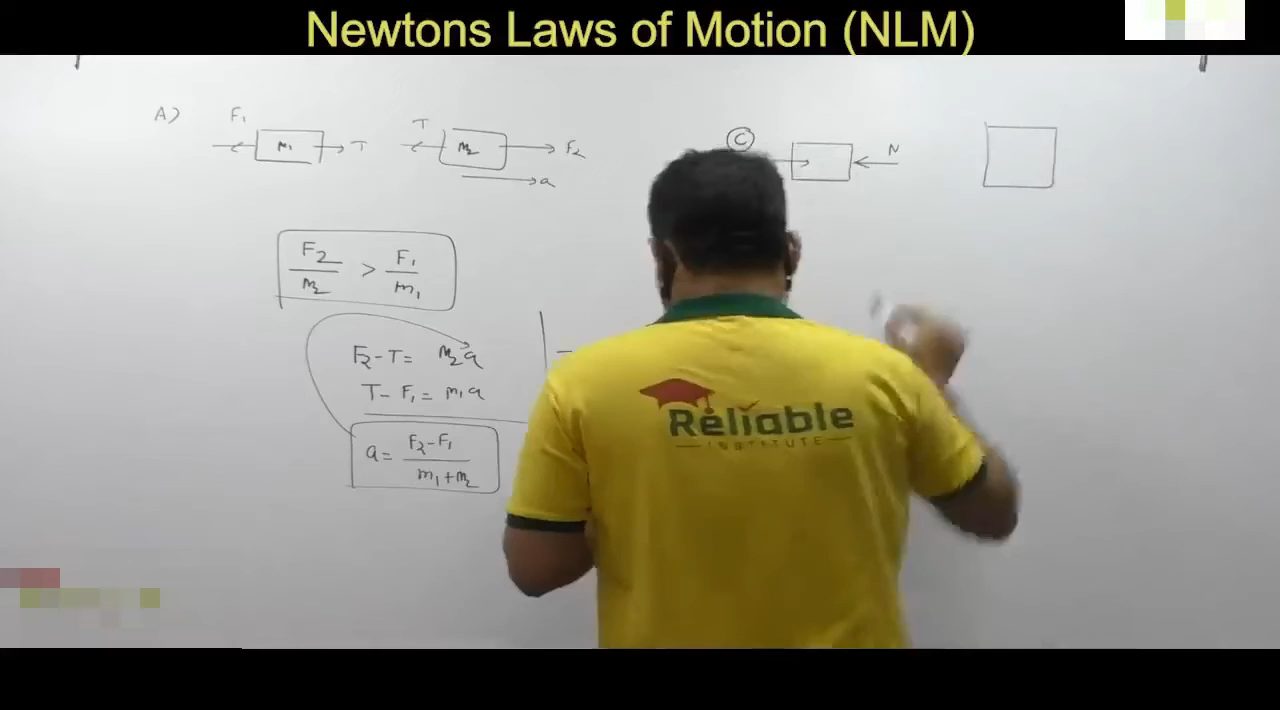 Newtons Laws of Motion (NLM)
A)
F₁ m₁ T
T m₂ F₂
a
C
N
F₂/m₂ > F₁/m₁
F₂-T = m₂a
T-F₁ = m₁a
a = F₂-F₁/m₁+m₂
Reliable
INSTITUTE